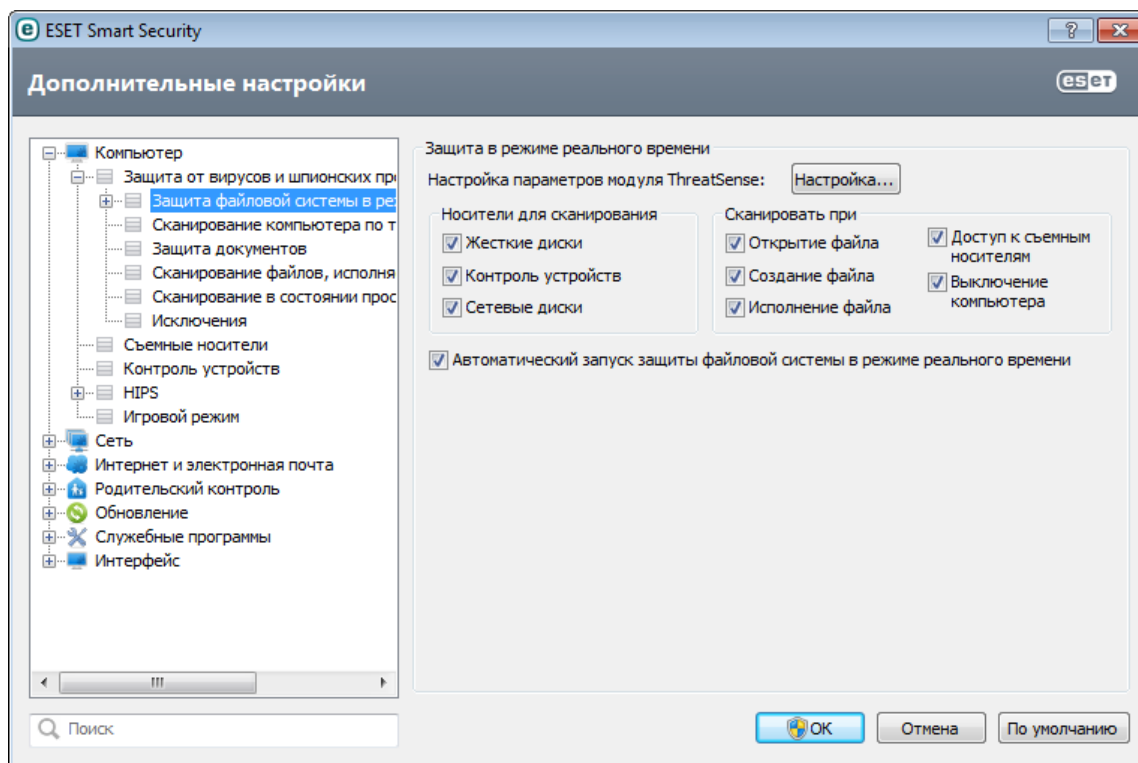 ESET Smart Security
Дополнительные настройки
eset
Компьютер
Защита от вирусов и шпионских пр
Защита файловой системы в ре
Сканирование компьютера по т
Защита документов
Сканирование файлов, исполня
Сканирование в состоянии прос
Исключения
Съемные носители
Контроль устройств
HIPS
Игровой режим
Сеть
Интернет и электронная почта
Родительский контроль
Обновление
Служебные программы
Интерфейс
Поиск
Защита в режиме реального времени
Настройка параметров модуля ThreatSense:
Настройка...
Носители для сканирования
Жесткие диски
Контроль устройств
Сетевые диски
Сканировать при
Открытие файла
Создание файла
Исполнение файла
Доступ к съемным
носителям
Выключение
компьютера
Автоматический запуск защиты файловой системы в режиме реального времени
OK
Отмена
По умолчанию